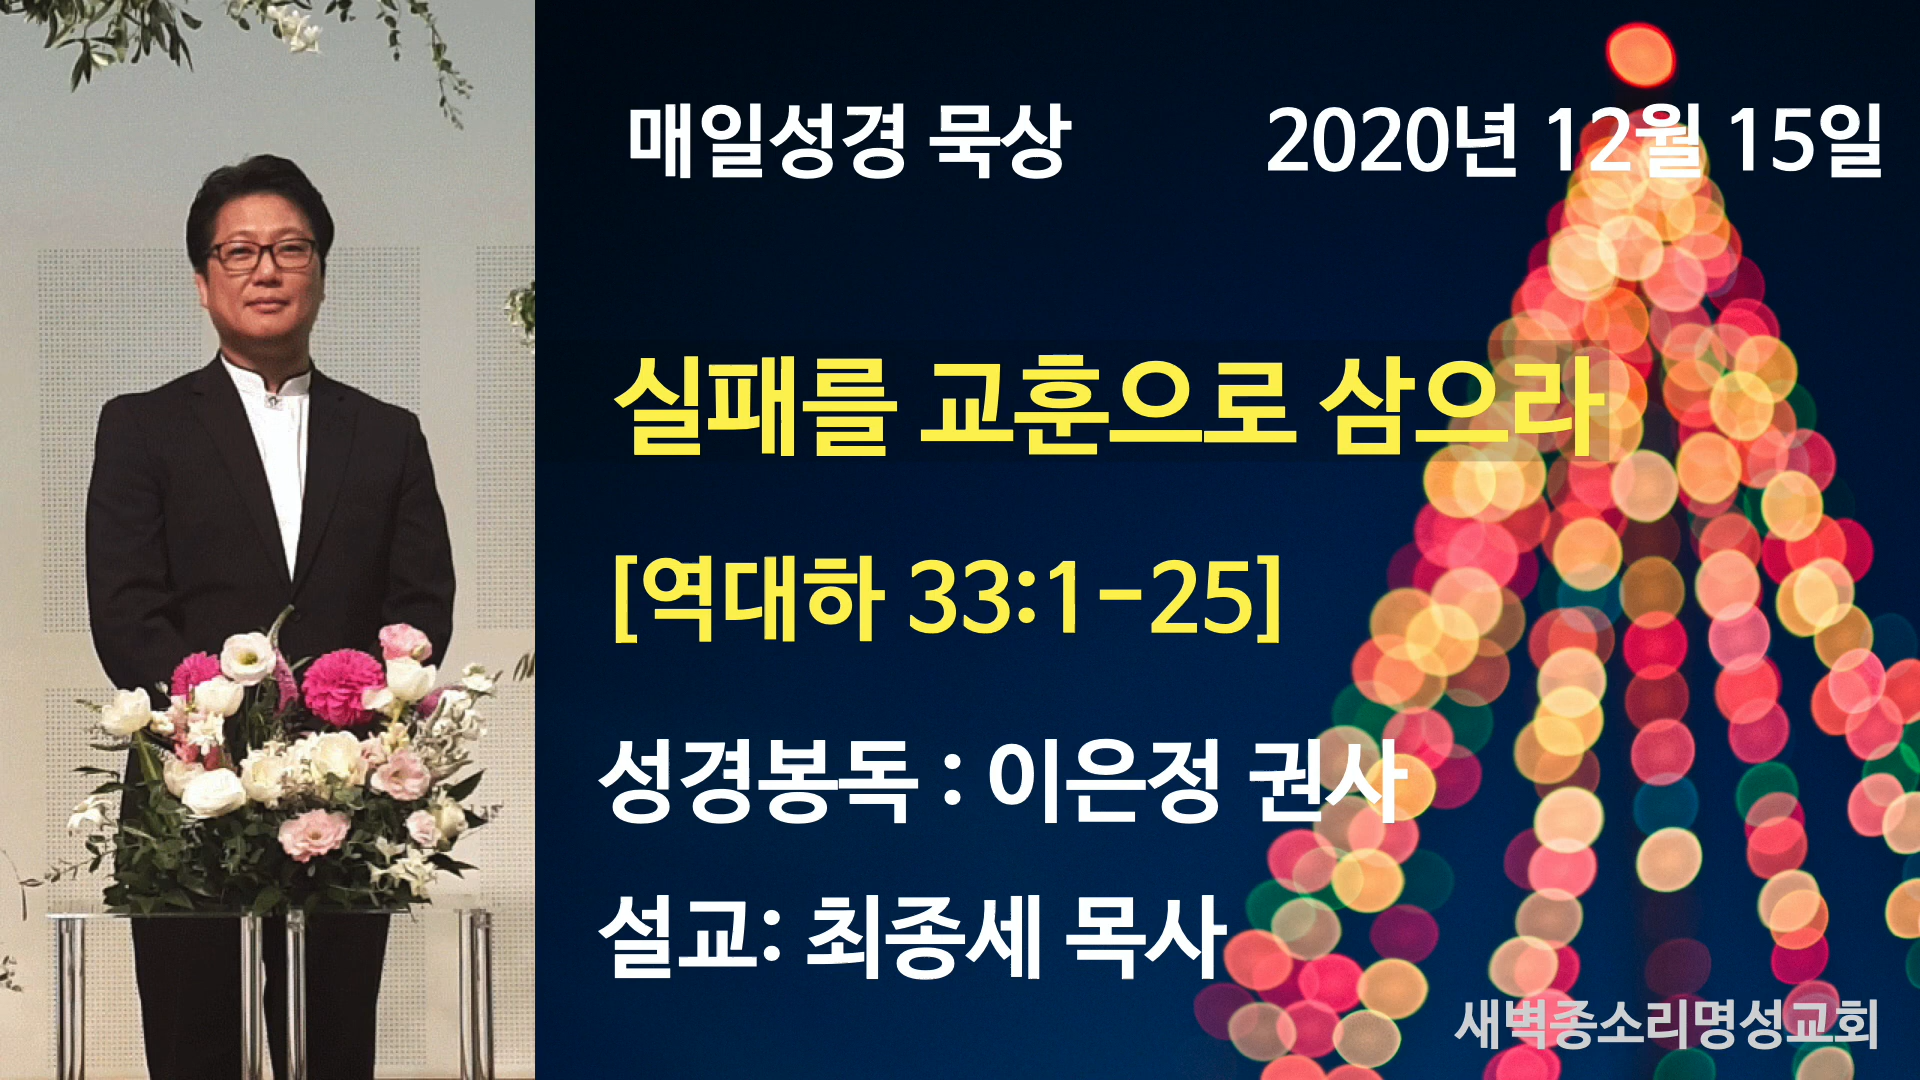 매일성경 묵상 2020년 12월 15일
실패를 교훈으로 삼으라
[역대하 33:1-25]
성경봉독 : 이은정 권사
설교: 최종세 목사
새벽종소리명성교회